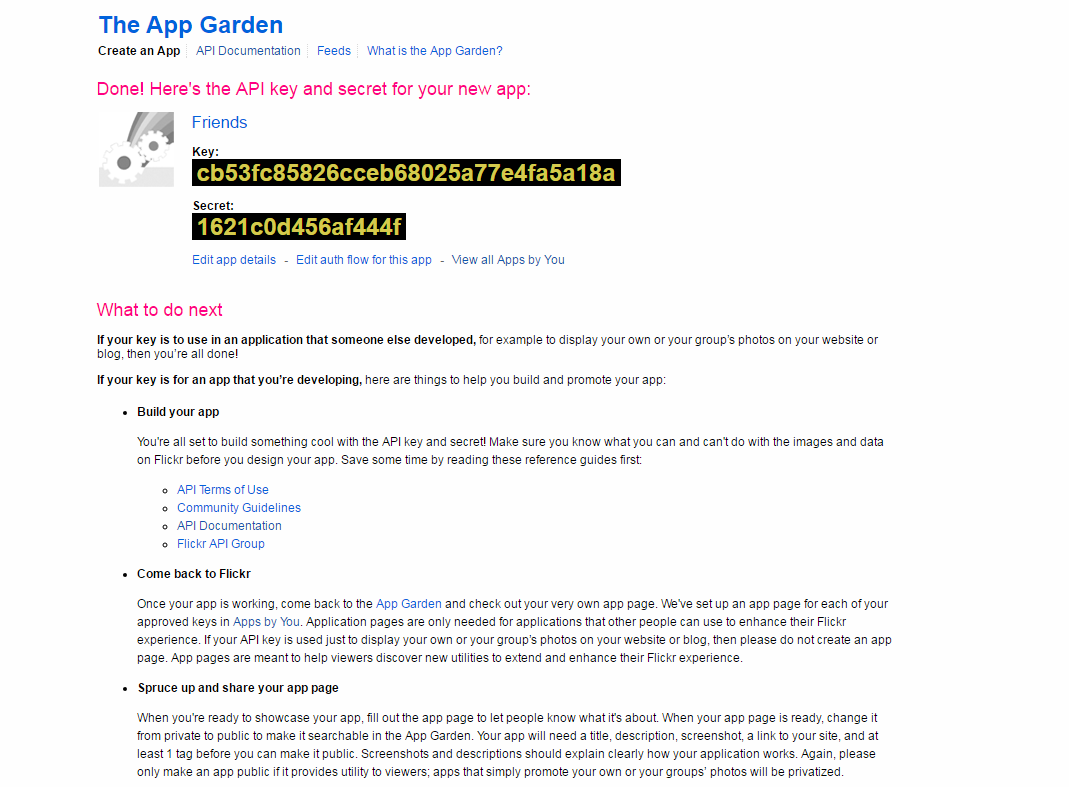 The App Garden
Create an App API Documentation Feeds What is the App Garden?
Done! Here's the API key and secret for your new app:
Friends
Key:
cb53fc85826cceb68025a77e4fa5a18a
Secret:
1621c0d456af444f
Edit app details - Edit auth flow for this app - View all Apps by You
What to do next
If your key is to use in an application that someone else developed, for example to display your own or your group's photos on your website or
blog, then you're all done!
If your key is for an app that you're developing, here are things to help you build and promote your app:
• Build your app
You're all set to build something cool with the API key and secret! Make sure you know what you can and can't do with the images and data
on Flickr before you design your app. Save some time by reading these reference guides first:
◦ API Terms of Use
◦ Community Guidelines
◦ API Documentation
◦ Flickr API Group
• Come back to Flickr
Once your app is working, come back to the App Garden and check out your very own app page. We've set up an app page for each of your
approved keys in Apps by You. Application pages are only needed for applications that other people can use to enhance their Flickr
experience. If your API key is used just to display your own or your group's photos on your website or blog, then please do not create an app
page. App pages are meant to help viewers discover new utilities to extend and enhance their Flickr experience.
• Spruce up and share your app page
When you're ready to showcase your app, fill out the app page to let people know what it's about. When your app page is ready, change it
from private to public to make it searchable in the App Garden. Your app will need a title, description, screenshot, a link to your site, and at
least 1 tag before you can make it public. Screenshots and descriptions should explain clearly how your application works. Again, please
only make an app public if it provides utility to viewers; apps that simply promote your own or your groups' photos will be privatized.